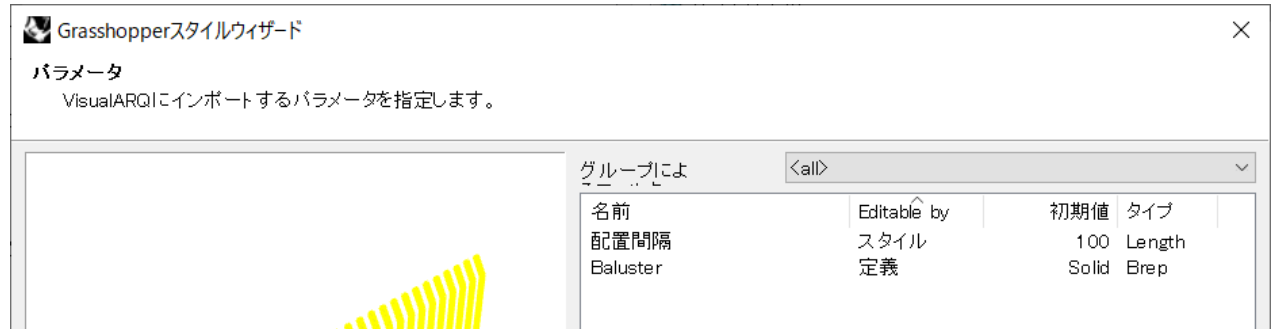 Grasshopperスタイルウィザード
パラメータ
VisualARQにインポートするパラメータを指定します。
グループによ
<all>
名前 Editable by 初期値 タイプ
配置間隔 スタイル 100 Length
Baluster 定義 Solid Brep